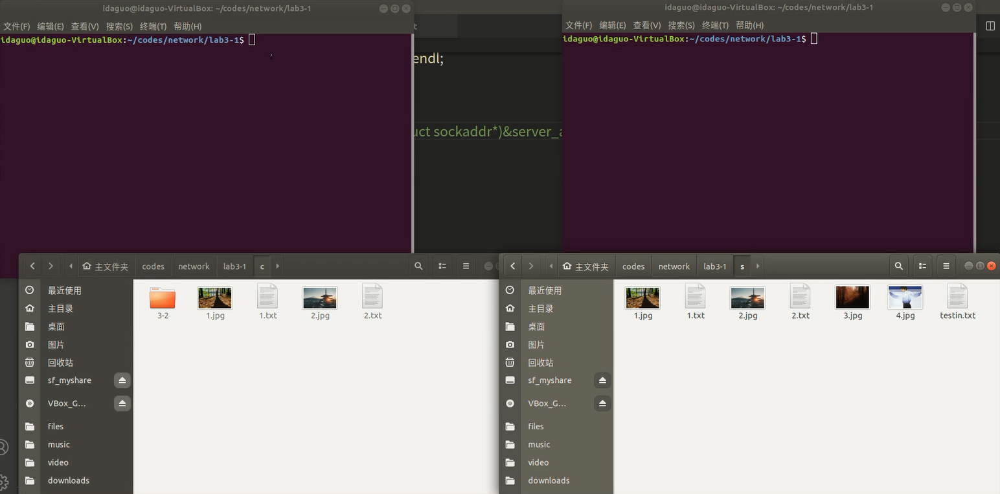 idaguo@idaguo-VirtualBox: ~/codes/network/lab3-1
文件(F) 编辑(E) 查看(V) 搜索(S) 终端(T) 帮助(H)
idaguo@idaguo-VirtualBox:~/codes/network/lab3-1$
t
endl;
uct sockaddr*)&server_a
idaguo@idaguo-VirtualBox: ~/codes/network/lab3-1
文件(F) 编辑(E) 查看(V) 搜索(S) 终端(T) 帮助(H)
idaguo@idaguo-VirtualBox:~/codes/network/lab3-1$
主文件夹 codes network lab3-1 c
最近使用
主目录
桌面
图片
回收站
sf_myshare
VBox_G…
files
music
video
downloads
3-2 1.jpg 1.txt 2.jpg 2.txt
主文件夹 codes network lab3-1 s
最近使用
主目录
桌面
图片
回收站
sf_myshare
VBox_G…
files
music
video
downloads
1.jpg 1.txt 2.jpg 2.txt 3.jpg 4.jpg testin.txt